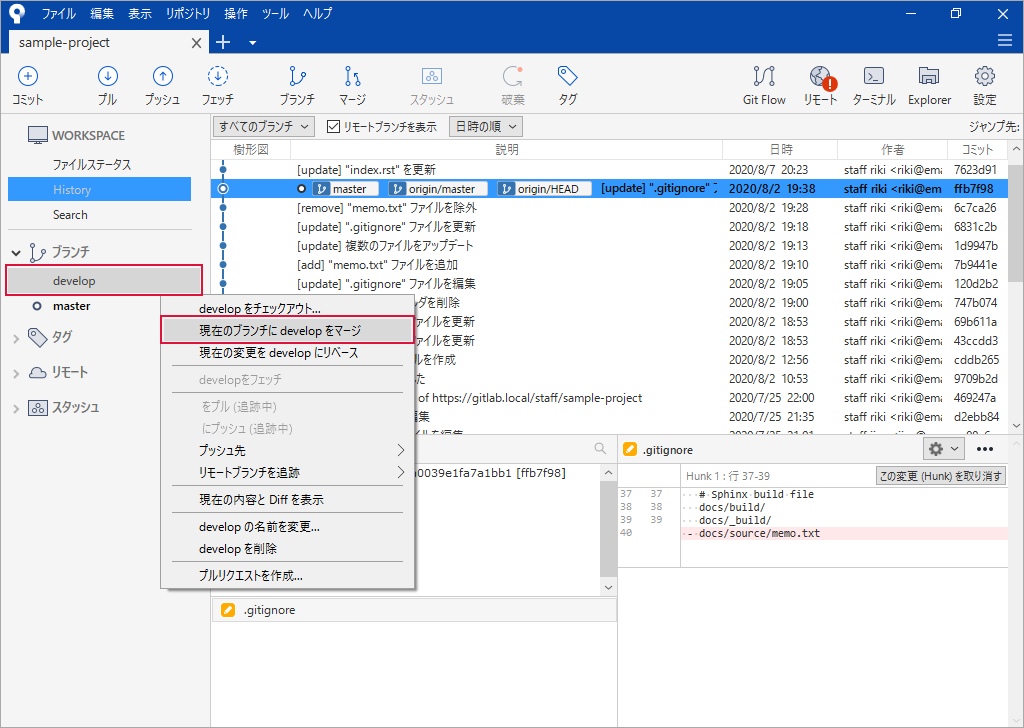 ファイル 編集 表示 リポジトリ 操作 ツール ヘルプ
sample-project
コミット プル プッシュ フェッチ ブランチ マージ スタッシュ 破棄 タグ Git Flow リモート ターミナル Explorer 設定
WORKSPACE
ファイルステータス
History
Search
ブランチ
develop
master
タグ
リモート
スタッシュ
すべてのブランチ リモートブランチを表示 日時の順 ジャンプ先:
樹形図 説明 日時 作者 コミット
[update] "index.rst" を更新 2020/8/7 20:23 staff riki <riki@ema 7623d91
master origin/master origin/HEAD [update] ".gitignore" 2020/8/2 19:38 staff riki <riki@em ffb7f98
[remove] "memo.txt" ファイルを除外 2020/8/2 19:28 staff riki <riki@ema 6c7ca26
[update] ".gitignore" ファイルを更新 2020/8/2 19:18 staff riki <riki@ema 6831c2b
[update] 複数のファイルをアップデート 2020/8/2 19:13 staff riki <riki@ema 1d9947b
[add] "memo.txt" ファイルを追加 2020/8/2 19:10 staff riki <riki@ema 7b9441e
[update] ".gitignore" ファイルを編集 2020/8/2 19:05 staff riki <riki@ema 120d2b2
ダを削除 2020/8/2 19:00 staff riki <riki@ema 747b074
ァイルを更新 2020/8/2 18:53 staff riki <riki@ema 69b611a
ァイルを更新 2020/8/2 18:53 staff riki <riki@ema 43ccdd3
ルを作成 2020/8/2 12:56 staff riki <riki@ema cddb265
た 2020/8/2 10:53 staff riki <riki@ema 9709b2d
of https://gitlab.local/staff/sample-project 2020/7/25 22:00 staff riki <riki@ema 469247a
編集 2020/7/25 21:35 staff riki <riki@ema d2ebb84
develop をチェックアウト...
現在のブランチに develop をマージ
現在の変更を develop にリベース
developをフェッチ
をプル (追跡中)
にプッシュ (追跡中)
プッシュ先
リモートブランチを追跡
現在の内容と Diff を表示
develop の名前を変更...
develop を削除
プルリクエストを作成...
a0039e1fa7a1bb1 [ffb7f98]
.gitignore
.gitignore
Hunk 1 : 行 37-39 この変更 (Hunk) を取り消す
37 37 # Sphinx build file
38 38 docs/build/
39 39 docs/_build/
40 - docs/source/memo.txt